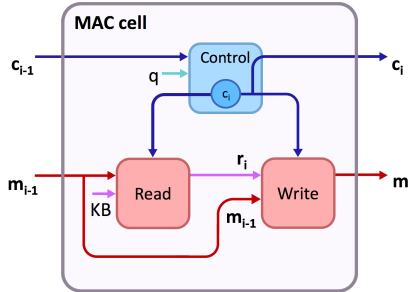 MAC cell
Control
c_{i-1}
c_i
q
c_i
r_i
m_{i-1}
Read
Write
m
KB
m_{i-1}